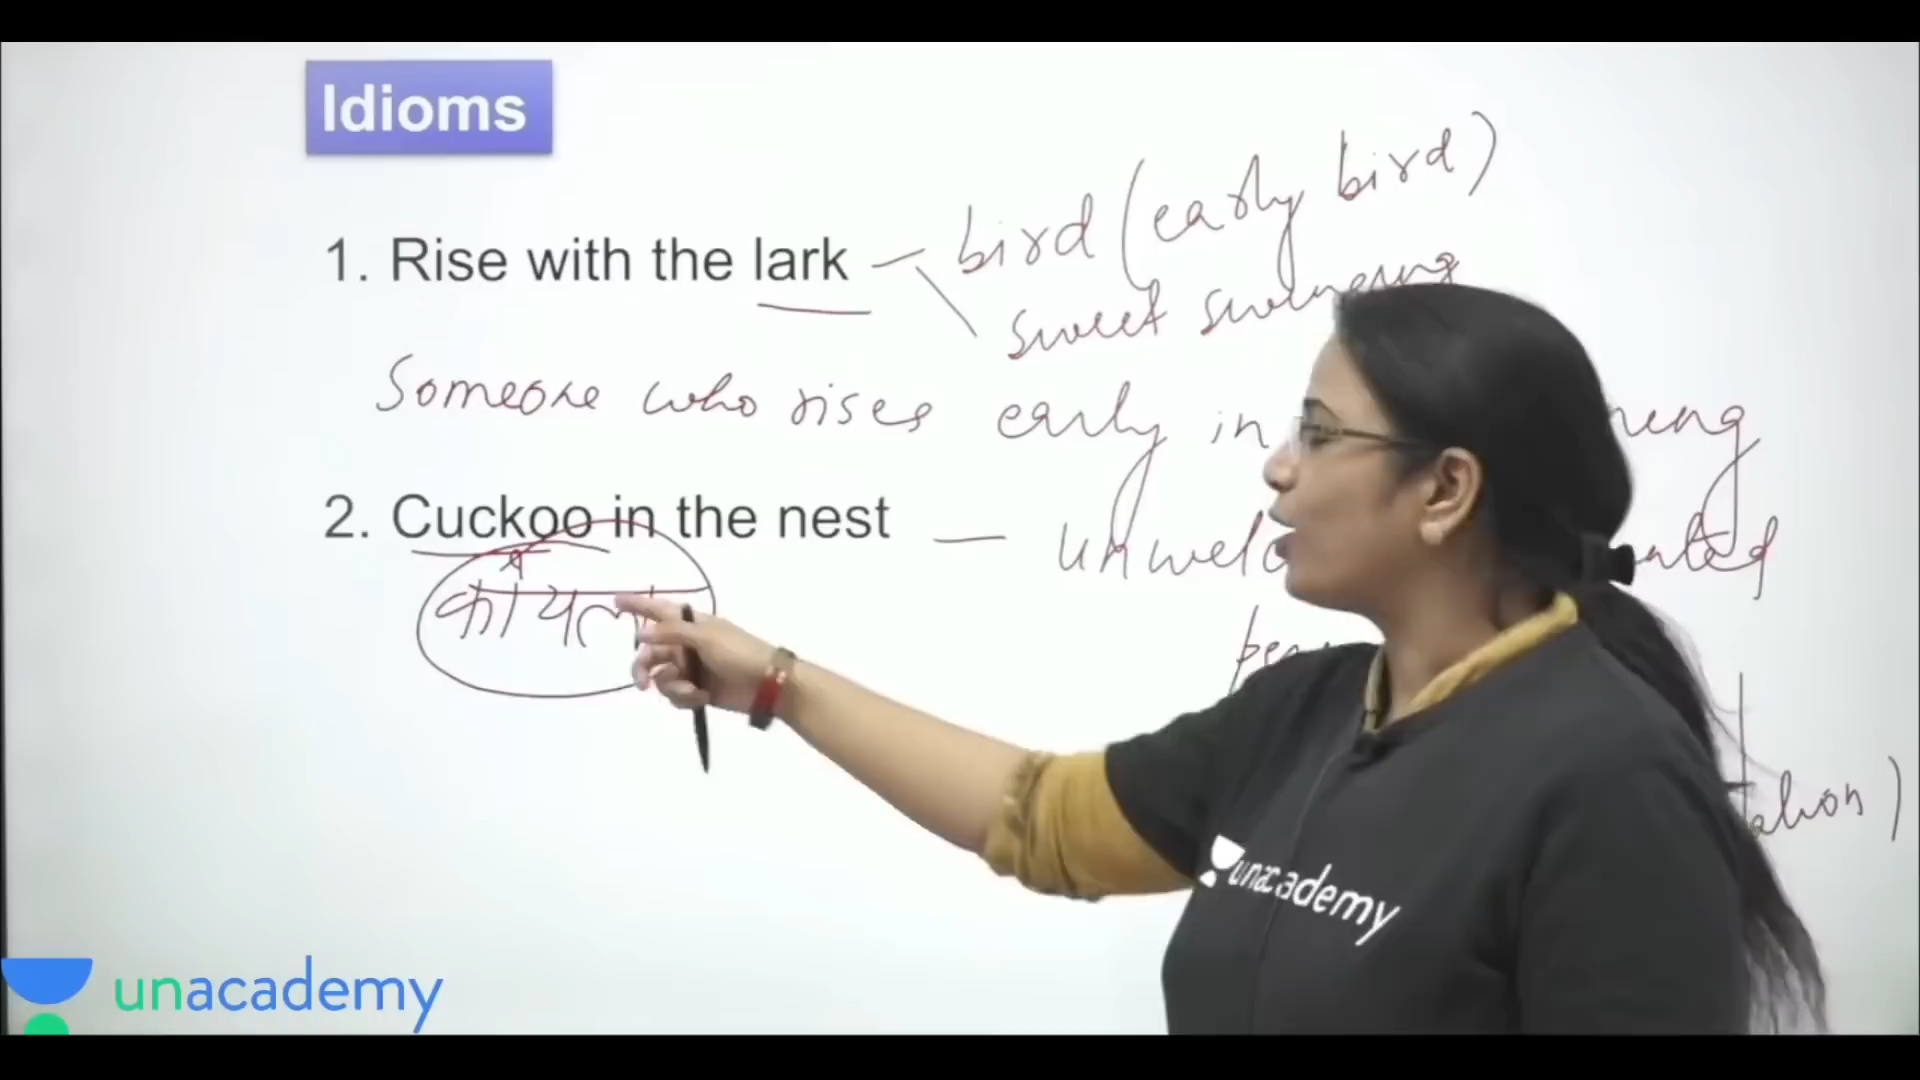 Idioms
1. Rise with the lark — bird (early bird)
sweet
Someone who rises early in
2. Cuckoo in the nest —
कोयल
unacademy
unacademy